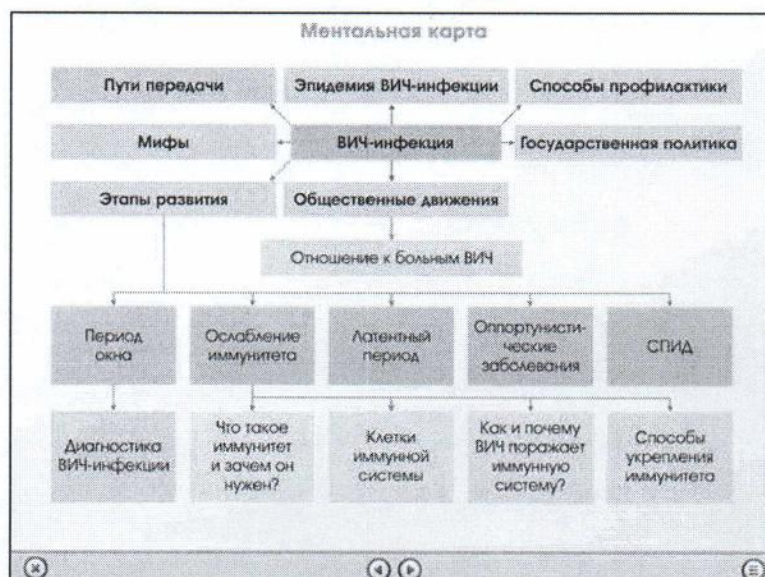 Ментальная карта
Пути передачи
Эпидемия ВИЧ-инфекции
Способы профилактики
Мифы
ВИЧ-инфекция
Государственная политика
Этапы развития
Общественные движения
Отношение к больным ВИЧ
Период
окна
Ослабление
иммунитета
Латентный
период
Оппортунисти-
ческие
заболевания
СПИД
Диагностика
ВИЧ-инфекции
Что такое
иммунитет
и зачем он
нужен?
Клетки
иммунной
системы
Как и почему
ВИЧ поражает
иммунную
систему?
Способы
укрепления
иммунитета